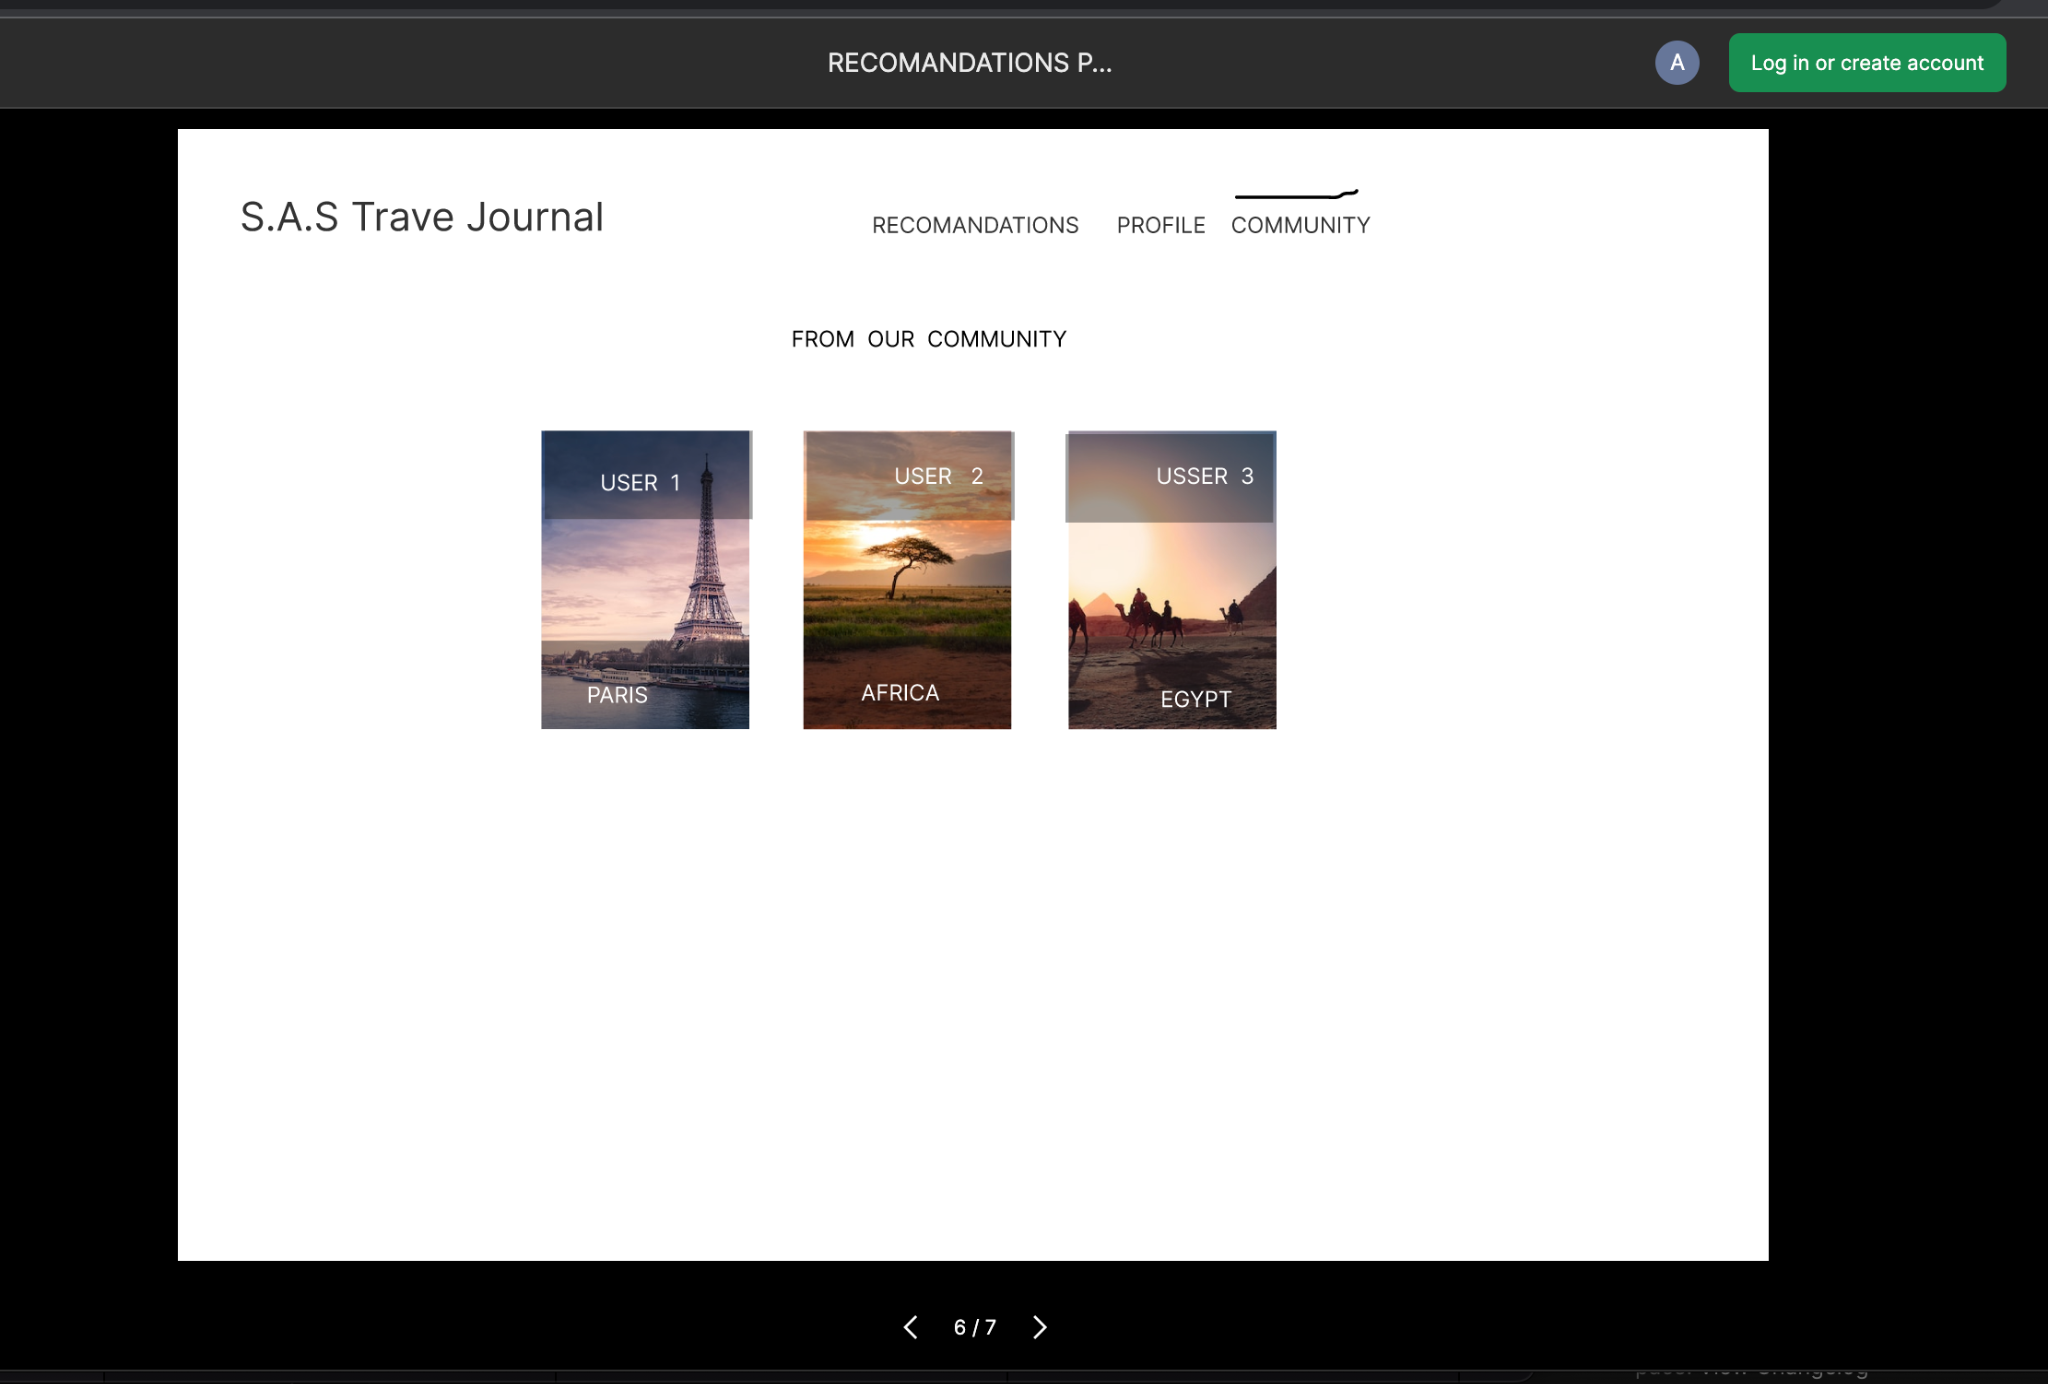 RECOMANDATIONS P...
A
Log in or create account
S.A.S Trave Journal
RECOMANDATIONS PROFILE COMMUNITY
FROM OUR COMMUNITY
USER 1
USER 2
USSER 3
PARIS
AFRICA
EGYPT
6 / 7